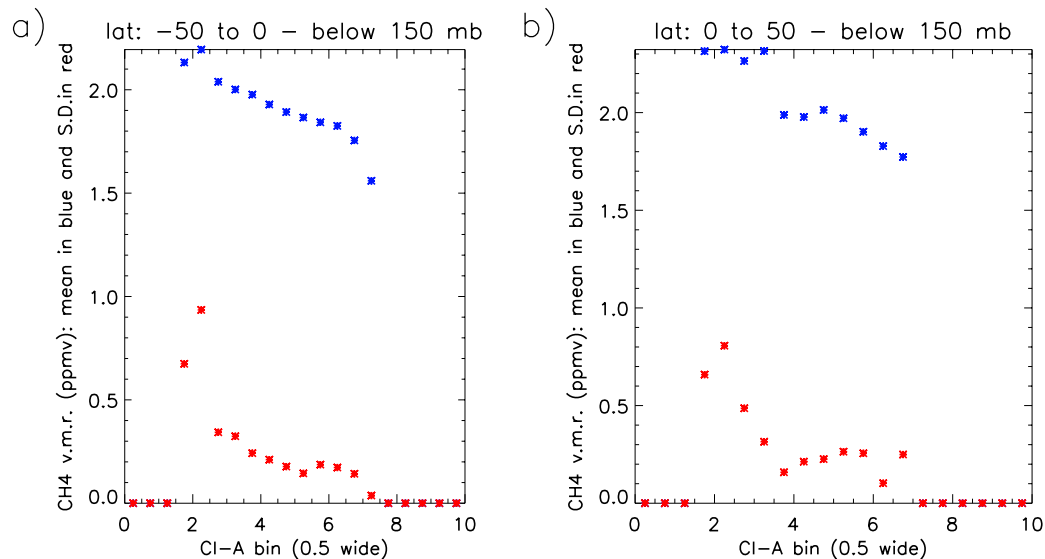 a)
lat: −50 to 0 − below 150 mb
CH4 v.m.r. (ppmv): mean in blue and S.D.in red
2.0
1.5
1.0
0.5
0.0
0 2 4 6 8 10
CI−A bin (0.5 wide)
b)
lat: 0 to 50 − below 150 mb
CH4 v.m.r. (ppmv): mean in blue and S.D.in red
2.0
1.5
1.0
0.5
0.0
0 2 4 6 8 10
CI−A bin (0.5 wide)